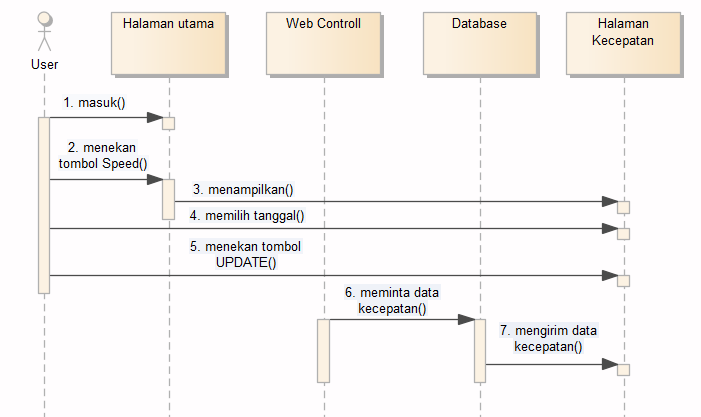 User
Halaman utama
Web Controll
Database
Halaman
Kecepatan
1. masuk()
2. menekan
tombol Speed()
3. menampilkan()
4. memilih tanggal()
5. menekan tombol
UPDATE()
6. meminta data
kecepatan()
7. mengirim data
kecepatan()